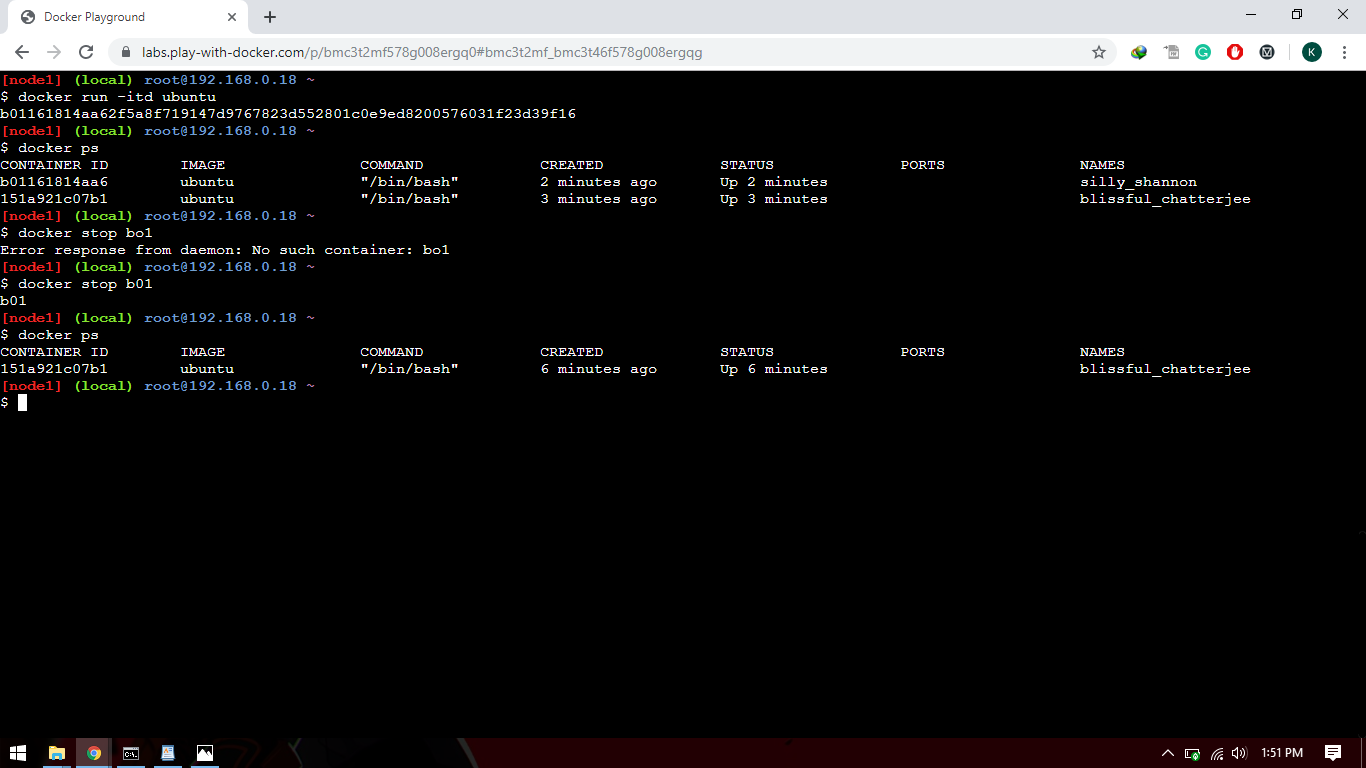 Docker Playground
labs.play-with-docker.com/p/bmc3t2mf578g008ergq0#bmc3t2mf_bmc3t46f578g008ergqg
K
[node1] (local) root@192.168.0.18 ~
$ docker run -itd ubuntu
b01161814aa62f5a8f719147d9767823d552801c0e9ed8200576031f23d39f16
[node1] (local) root@192.168.0.18 ~
$ docker ps
CONTAINER ID        IMAGE               COMMAND             CREATED             STATUS              PORTS               NAMES
b01161814aa6        ubuntu              "/bin/bash"         2 minutes ago       Up 2 minutes                            silly_shannon
151a921c07b1        ubuntu              "/bin/bash"         3 minutes ago       Up 3 minutes                            blissful_chatterjee
[node1] (local) root@192.168.0.18 ~
$ docker stop bo1
Error response from daemon: No such container: bo1
[node1] (local) root@192.168.0.18 ~
$ docker stop b01
b01
[node1] (local) root@192.168.0.18 ~
$ docker ps
CONTAINER ID        IMAGE               COMMAND             CREATED             STATUS              PORTS               NAMES
151a921c07b1        ubuntu              "/bin/bash"         6 minutes ago       Up 6 minutes                            blissful_chatterjee
[node1] (local) root@192.168.0.18 ~
$
1:51 PM